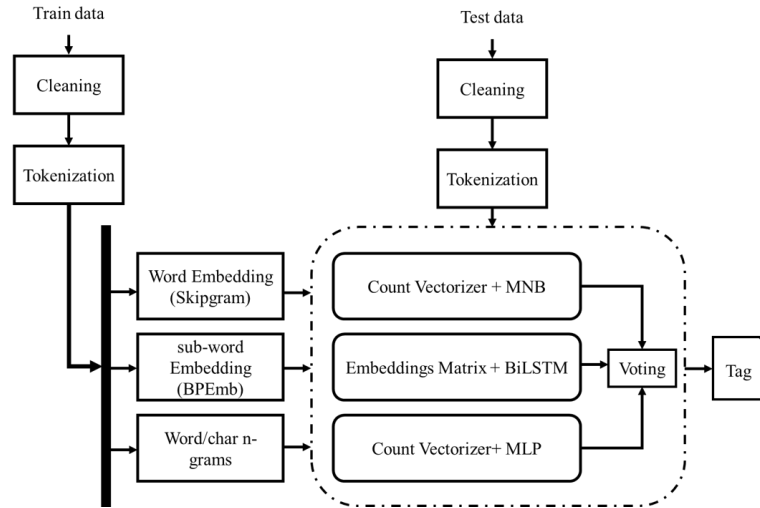 Train data
Test data
Cleaning
Cleaning
Tokenization
Tokenization
Word Embedding
(Skipgram)
Count Vectorizer + MNB
sub-word
Embedding
(BPEmb)
Embeddings Matrix + BiLSTM
Voting
Tag
Word/char n-
grams
Count Vectorizer+ MLP